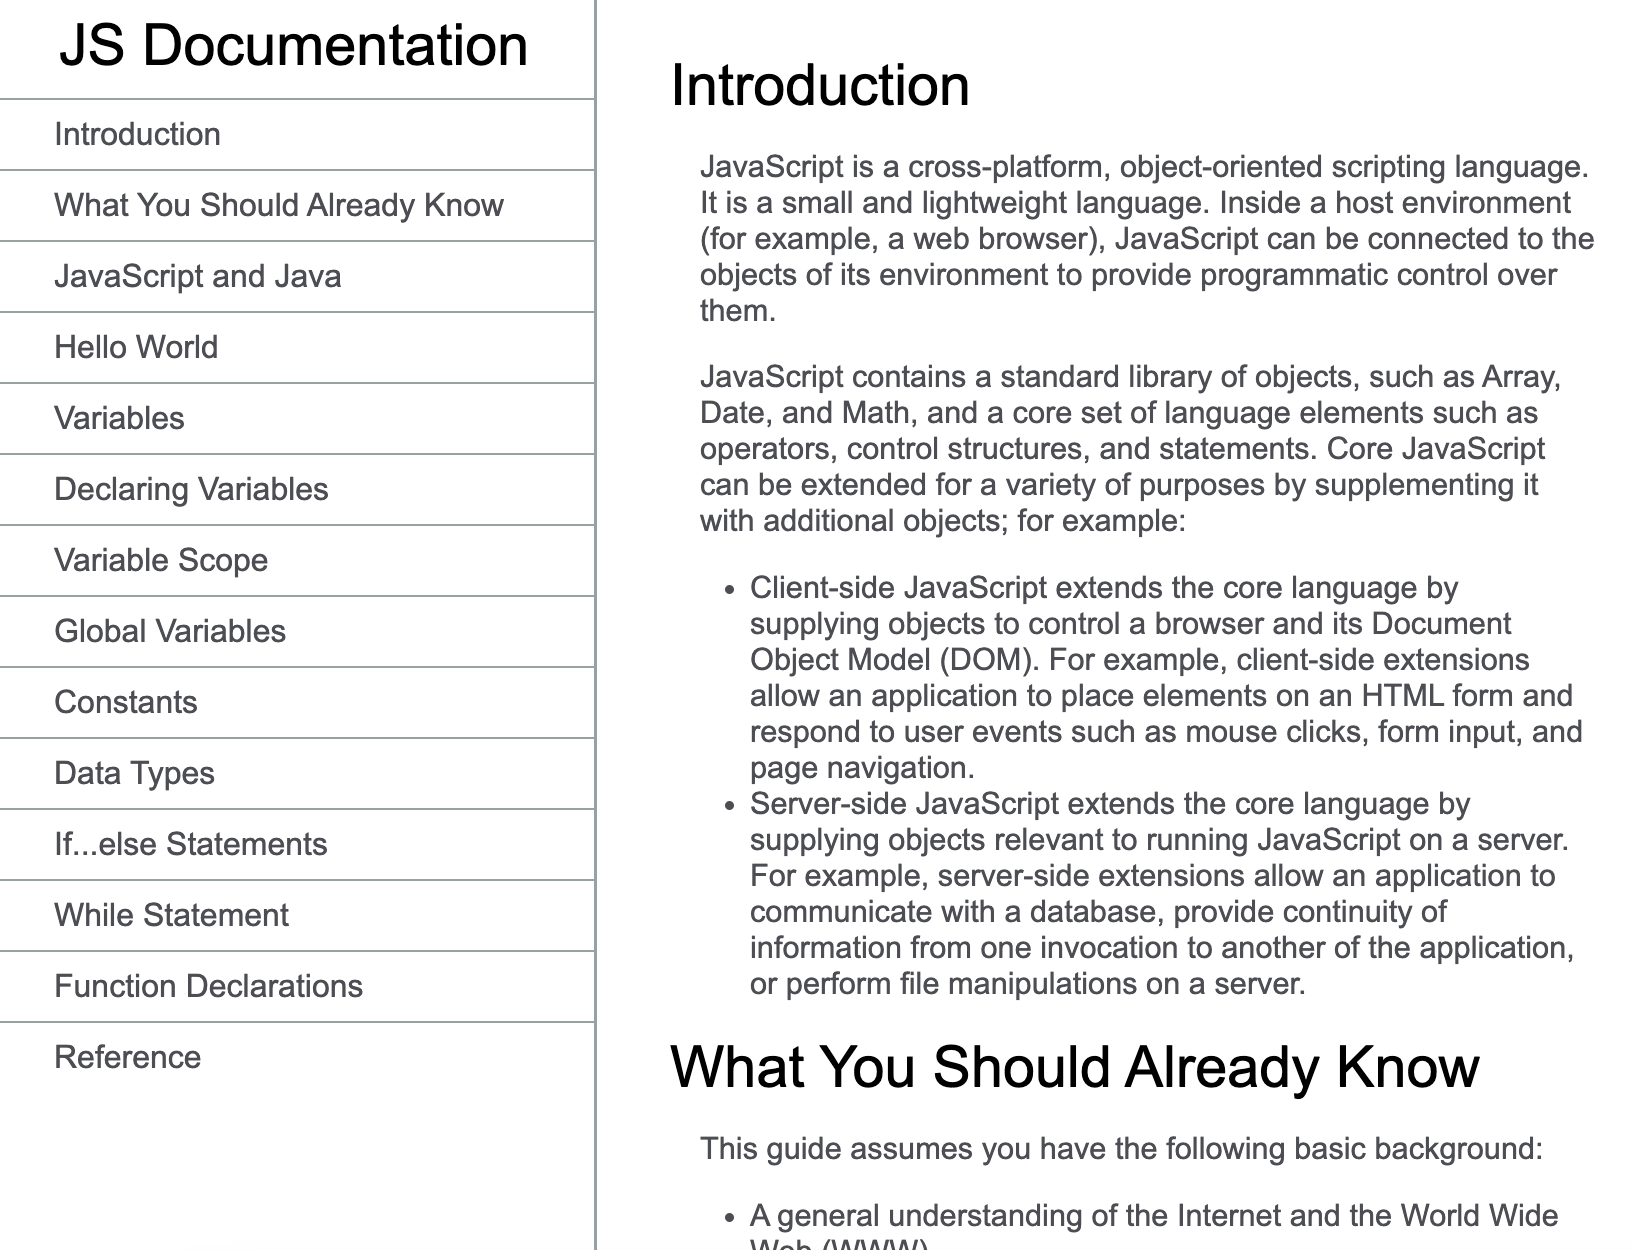 JS Documentation
Introduction
What You Should Already Know
JavaScript and Java
Hello World
Variables
Declaring Variables
Variable Scope
Global Variables
Constants
Data Types
If...else Statements
While Statement
Function Declarations
Reference
Introduction
JavaScript is a cross-platform, object-oriented scripting language.
It is a small and lightweight language. Inside a host environment
(for example, a web browser), JavaScript can be connected to the
objects of its environment to provide programmatic control over
them.
JavaScript contains a standard library of objects, such as Array,
Date, and Math, and a core set of language elements such as
operators, control structures, and statements. Core JavaScript
can be extended for a variety of purposes by supplementing it
with additional objects; for example:
• Client-side JavaScript extends the core language by
supplying objects to control a browser and its Document
Object Model (DOM). For example, client-side extensions
allow an application to place elements on an HTML form and
respond to user events such as mouse clicks, form input, and
page navigation.
• Server-side JavaScript extends the core language by
supplying objects relevant to running JavaScript on a server.
For example, server-side extensions allow an application to
communicate with a database, provide continuity of
information from one invocation to another of the application,
or perform file manipulations on a server.
What You Should Already Know
This guide assumes you have the following basic background:
• A general understanding of the Internet and the World Wide
Web (WWW)